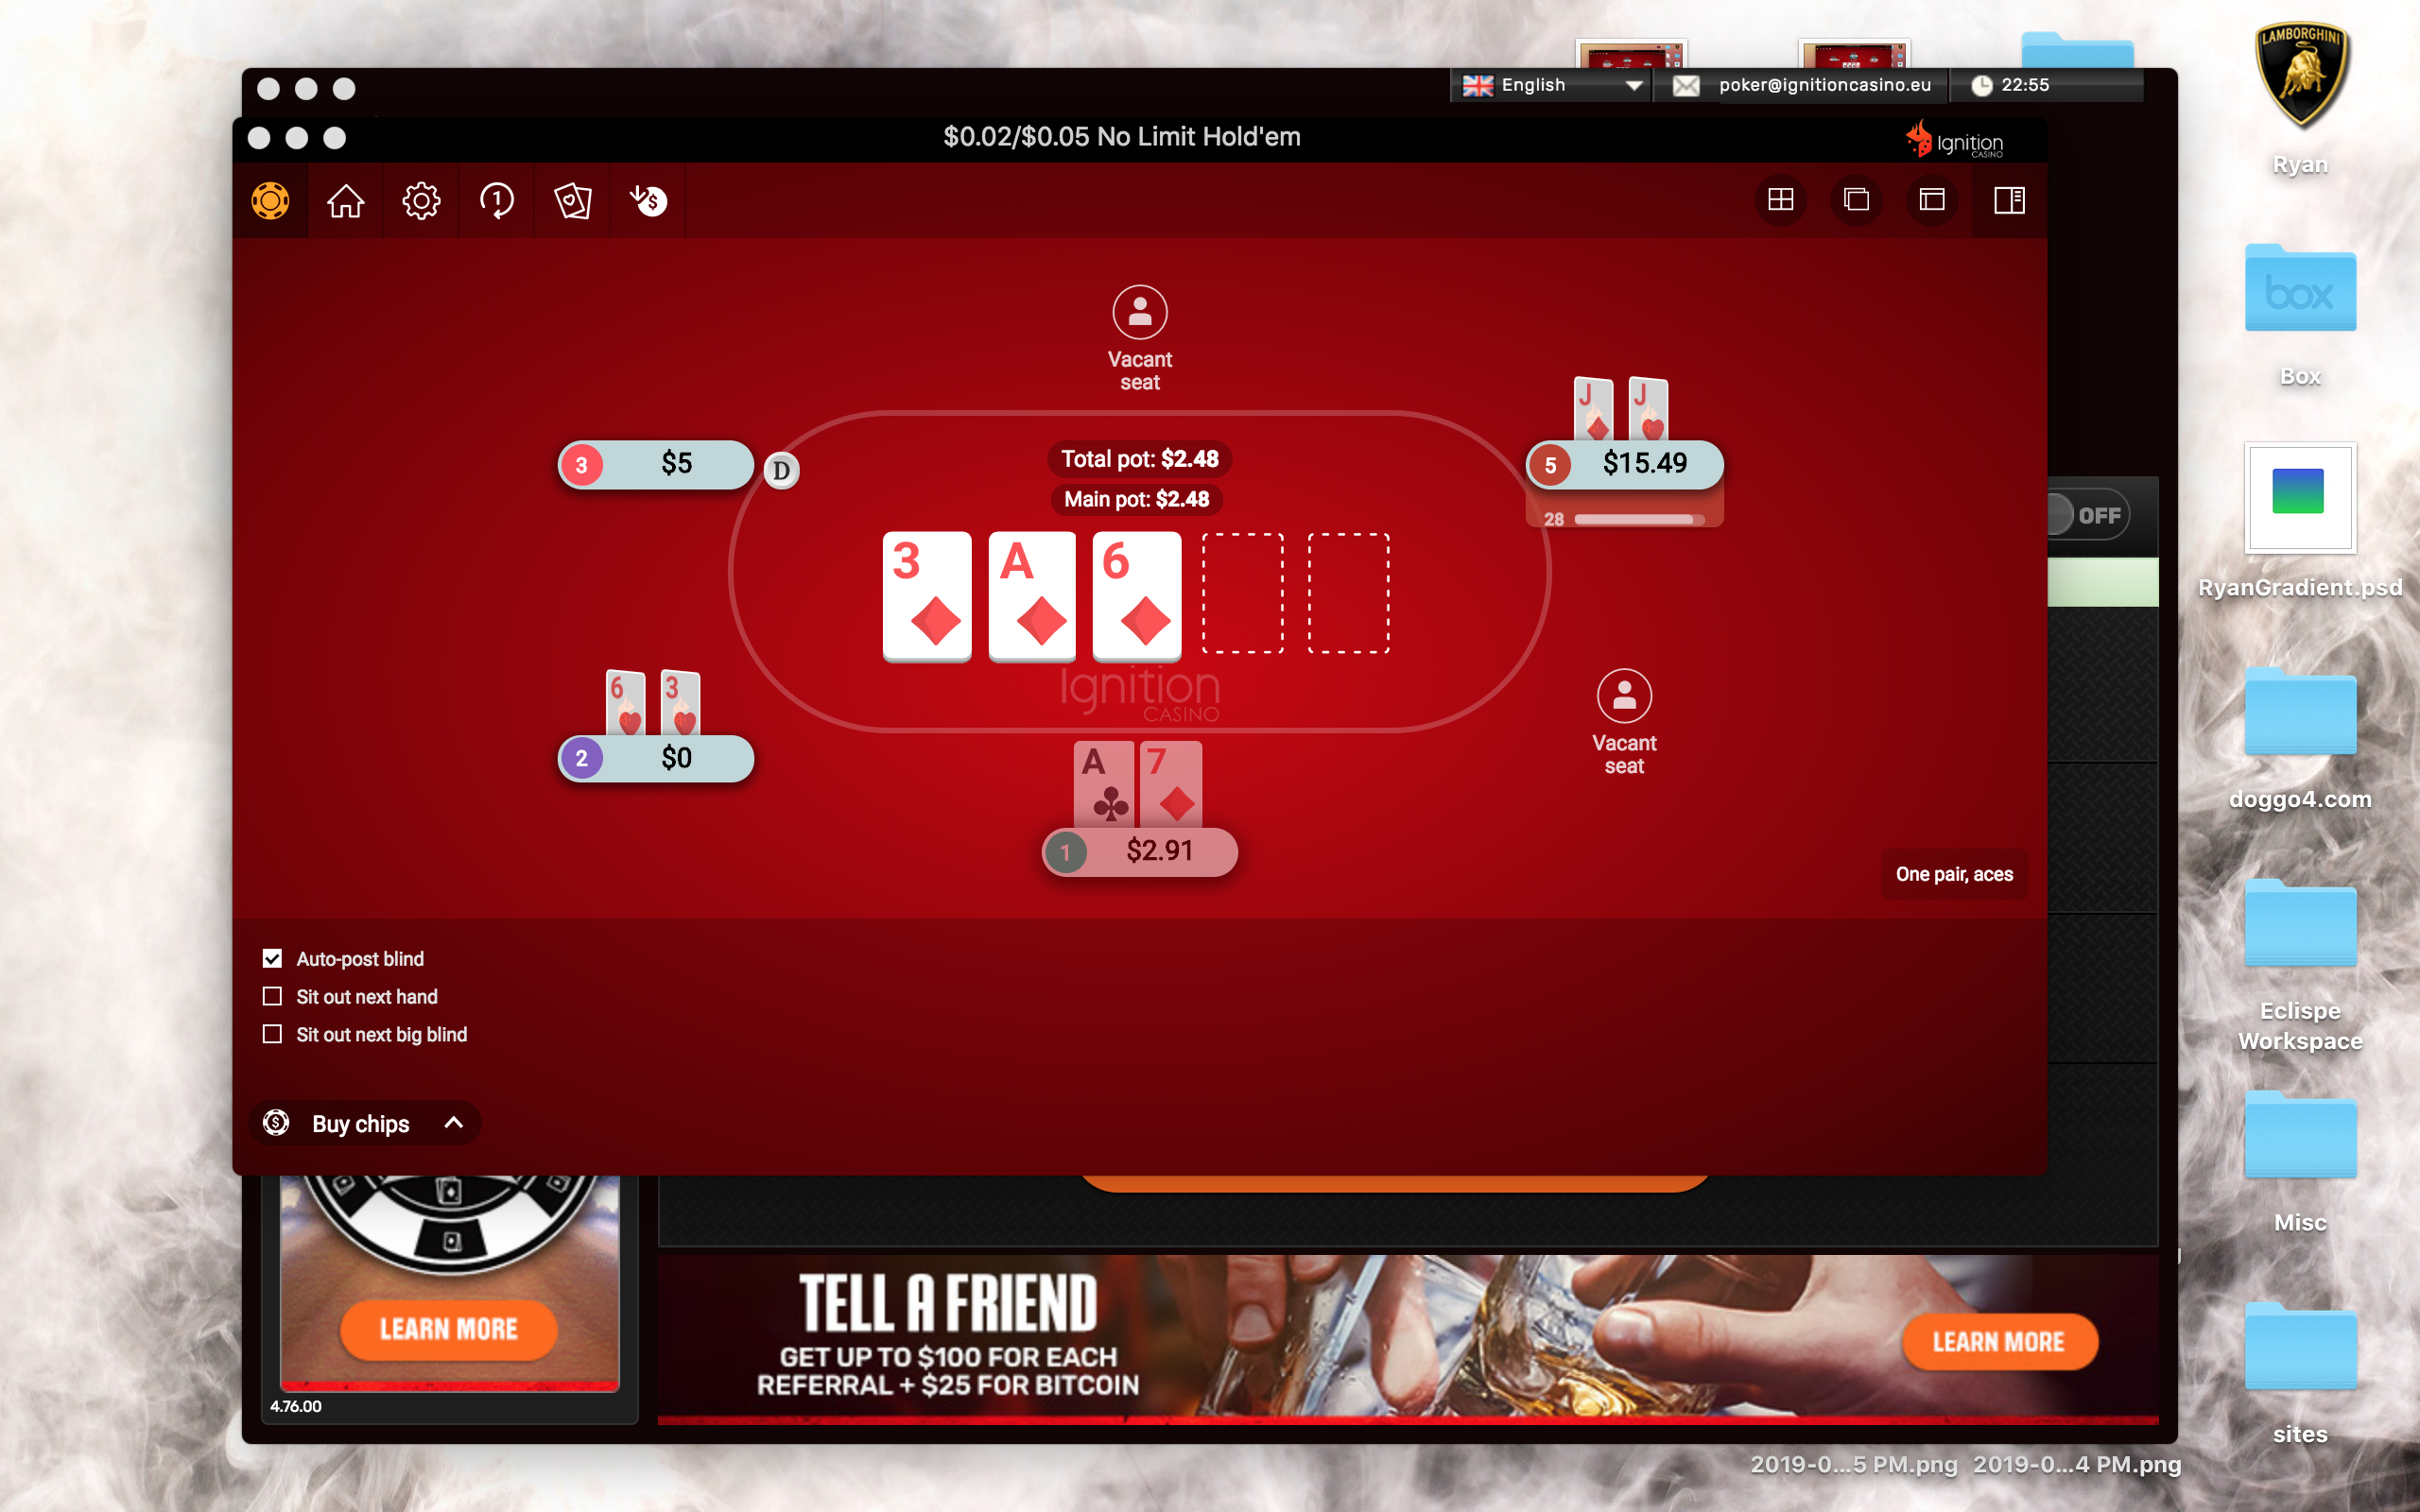 LAMBORGHINI
English
poker@ignitioncasino.eu
22:55
$0.02/$0.05 No Limit Hold'em
Ignition
CASINO
Ryan
1
$
Vacant
seat
box
Box
J
J
3
$5
D
Total pot: $2.48
5
$15.49
Main pot: $2.48
28
OFF
3
A
6
RyanGradient.psd
Ignition
CASINO
6
3
2
$0
Vacant
seat
A
7
1
$2.91
doggo4.com
One pair, aces
Auto-post blind
Sit out next hand
Sit out next big blind
Eclispe
Workspace
$
Buy chips
Misc
TELL A FRIEND
GET UP TO $100 FOR EACH
REFERRAL + $25 FOR BITCOIN
LEARN MORE
LEARN MORE
4.76.00
sites
2019-0...5 PM.png
2019-0...4 PM.png